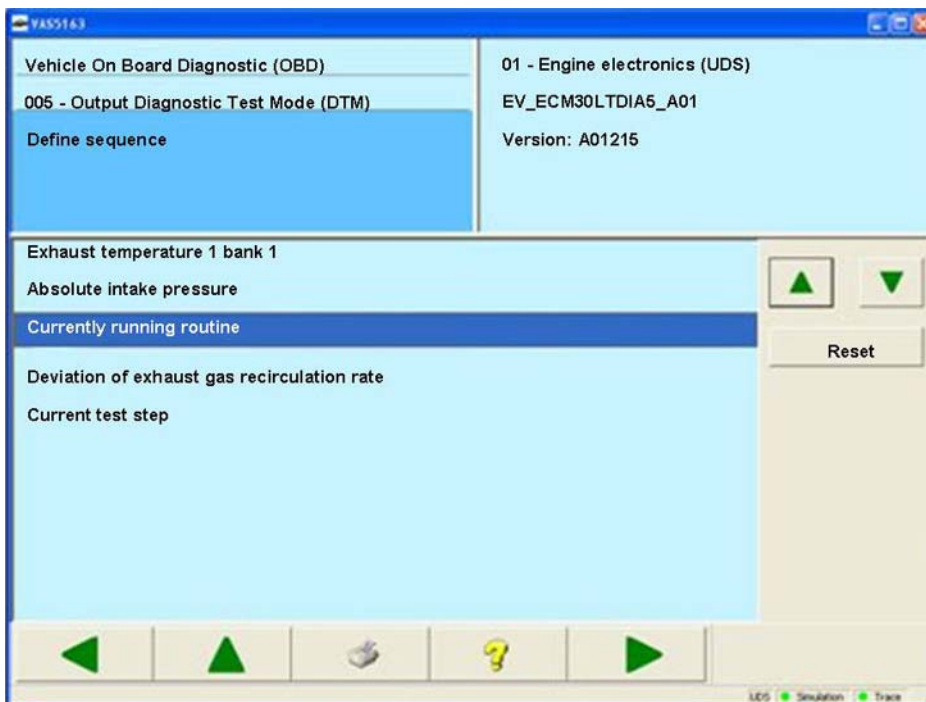 VAS5163
Vehicle On Board Diagnostic (OBD)
005 - Output Diagnostic Test Mode (DTM)
Define sequence
01 - Engine electronics (UDS)
EV_ECM30LTDIA5_A01
Version: A01215
Exhaust temperature 1 bank 1
Absolute intake pressure
Currently running routine
Deviation of exhaust gas recirculation rate
Current test step
Reset
UDS Simulation Trace